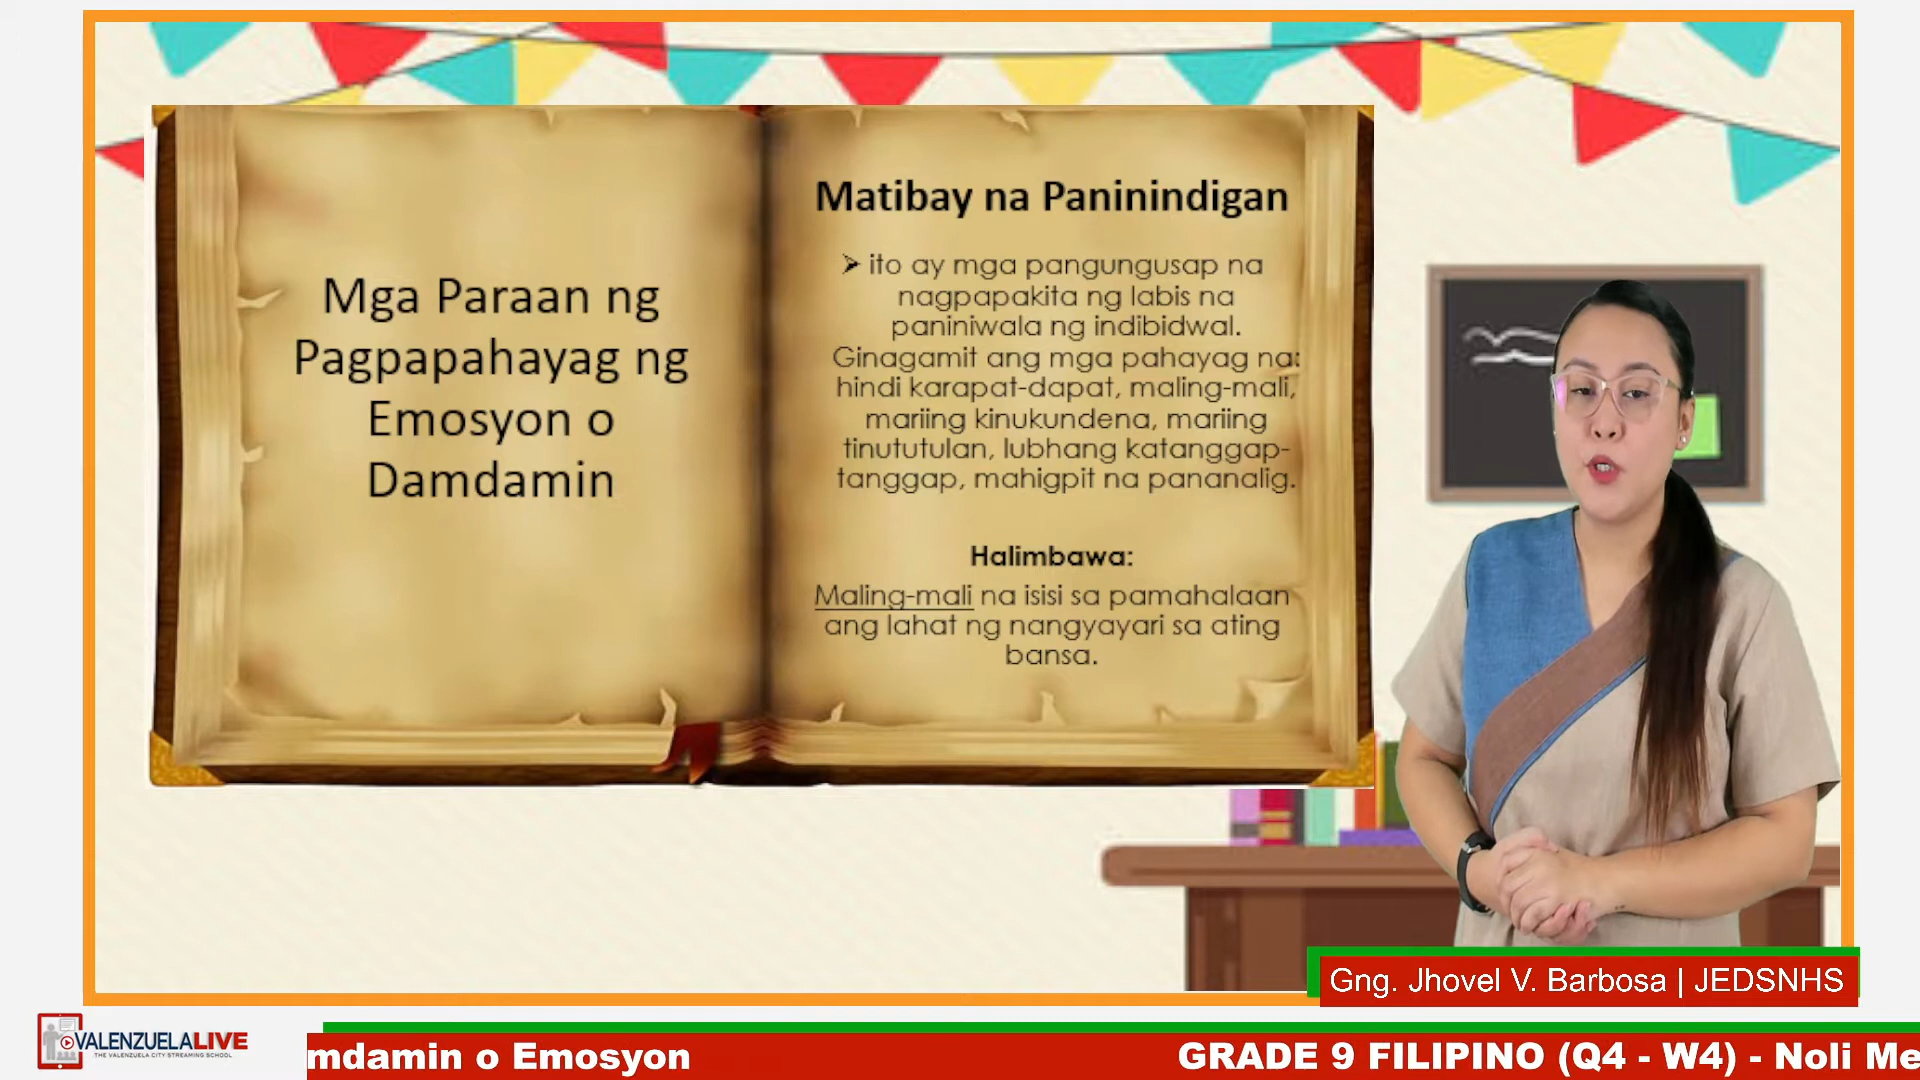 Mga Paraan ng
Pagpapahayag ng
Emosyon o
Damdamin
Matibay na Paninindigan
➢ ito ay mga pangungusap na
nagpapakita ng labis na
paniniwala ng indibidwal.
Ginagamit ang mga pahayag na:
hindi karapat-dapat, maling-mali,
mariing kinukundena, mariing
tinututulan, lubhang katanggap-
tanggap, mahigpit na pananalig.
Halimbawa:
Maling-mali na isisi sa pamahalaan
ang lahat ng nangyayari sa ating
bansa.
Gng. Jhovel V. Barbosa | JEDSNHS
VALENZUELALIVE
THE VALENZUELA CITY STREAMING SCHOOL
mdamin o Emosyon
GRADE 9 FILIPINO (Q4 - W4) - Noli Me